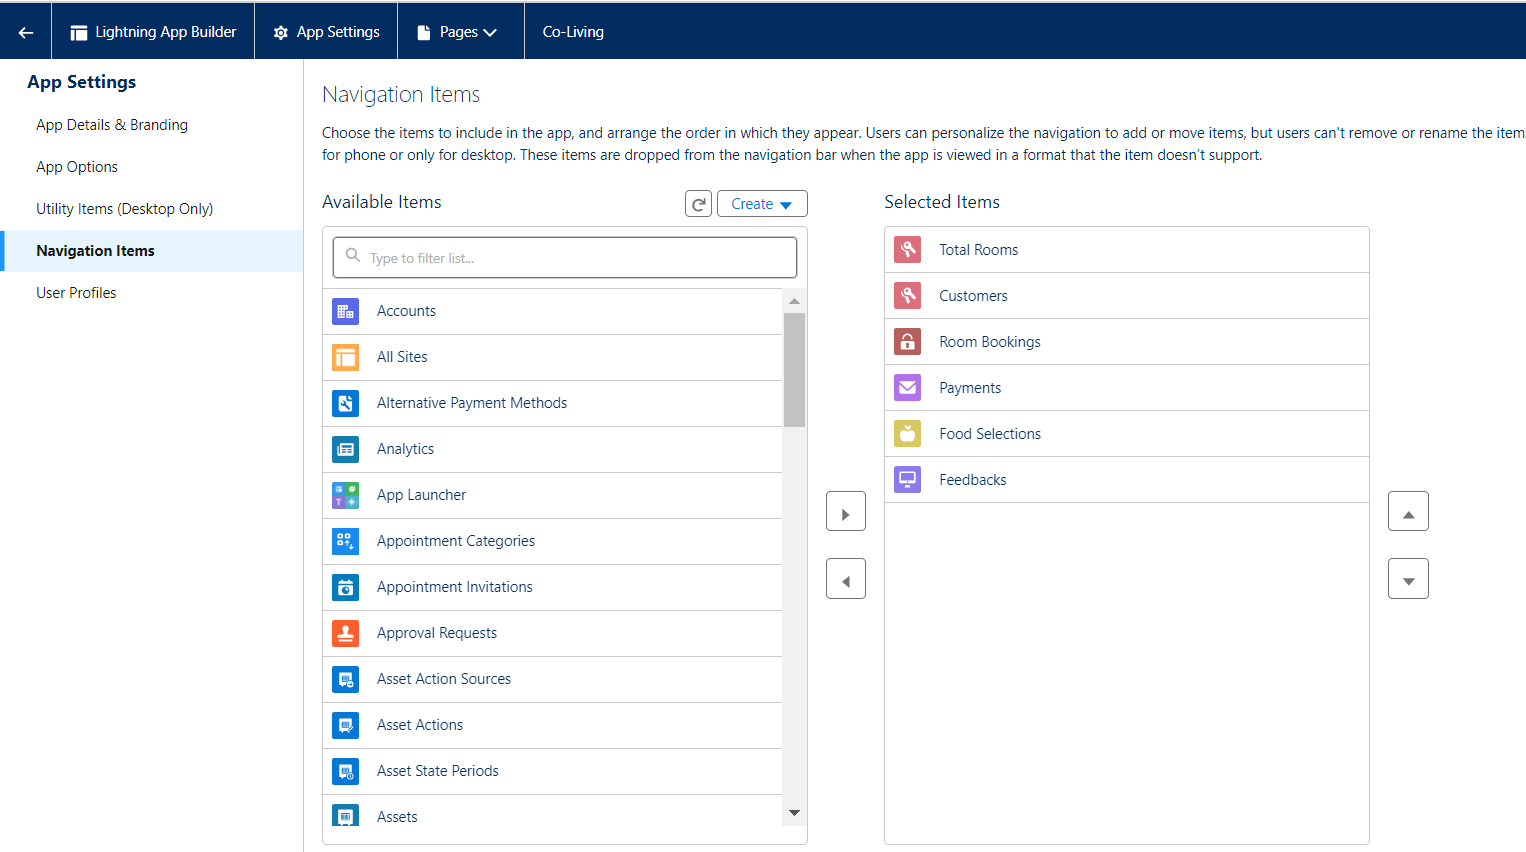 Lightning App Builder
App Settings
Pages
Co-Living
App Settings
App Details & Branding
App Options
Utility Items (Desktop Only)
Navigation Items
User Profiles
Navigation Items
Choose the items to include in the app, and arrange the order in which they appear. Users can personalize the navigation to add or move items, but users can't remove or rename the item
for phone or only for desktop. These items are dropped from the navigation bar when the app is viewed in a format that the item doesn't support.
Available Items
Create
Type to filter list...
Accounts
All Sites
Alternative Payment Methods
Analytics
App Launcher
Appointment Categories
Appointment Invitations
Approval Requests
Asset Action Sources
Asset Actions
Asset State Periods
Assets
Selected Items
Total Rooms
Customers
Room Bookings
Payments
Food Selections
Feedbacks